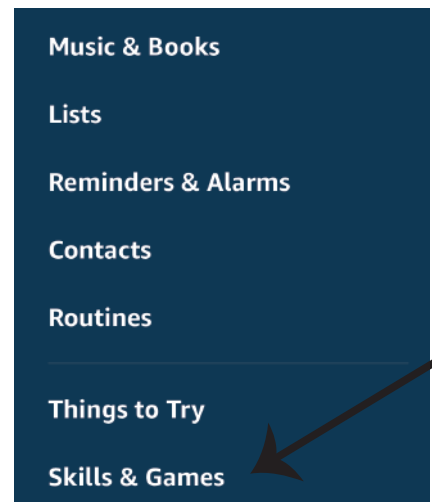 Music & Books
Lists
Reminders & Alarms
Contacts
Routines
Things to Try
Skills & Games